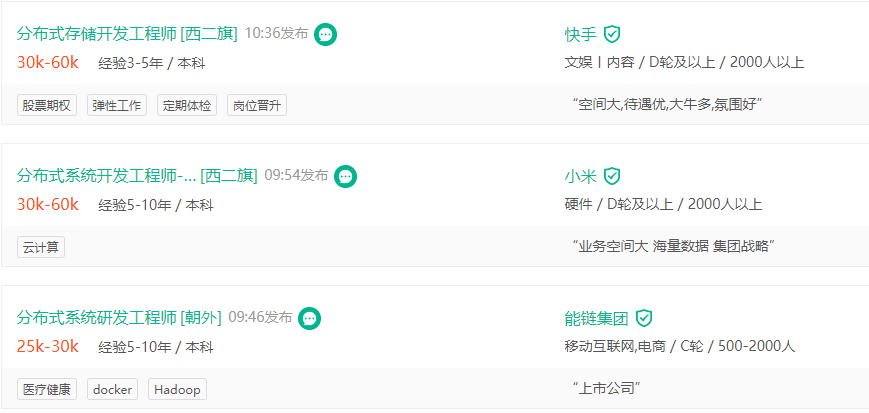 分布式存储开发工程师 [西二旗] 10:36发布
快手
30k-60k 经验3-5年 / 本科
文娱丨内容 / D轮及以上 / 2000人以上
股票期权 弹性工作 定期体检 岗位晋升
“空间大,待遇优,大牛多,氛围好”
分布式系统开发工程师-... [西二旗] 09:54发布
小米
30k-60k 经验5-10年 / 本科
硬件 / D轮及以上 / 2000人以上
云计算
“业务空间大 海量数据 集团战略”
分布式系统研发工程师 [朝外] 09:46发布
能链集团
25k-30k 经验5-10年 / 本科
移动互联网,电商 / C轮 / 500-2000人
医疗健康 docker Hadoop
“上市公司”